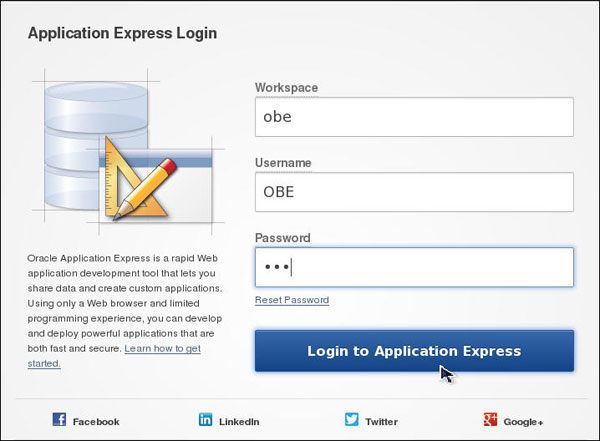 Application Express Login
Workspace
obe
Username
OBE
Password
•••
Reset Password
Login to Application Express
Oracle Application Express is a rapid Web
application development tool that lets you
share data and create custom applications.
Using only a Web browser and limited
programming experience, you can develop
and deploy powerful applications that are
both fast and secure. Learn how to get
started.
Facebook
LinkedIn
Twitter
Google+